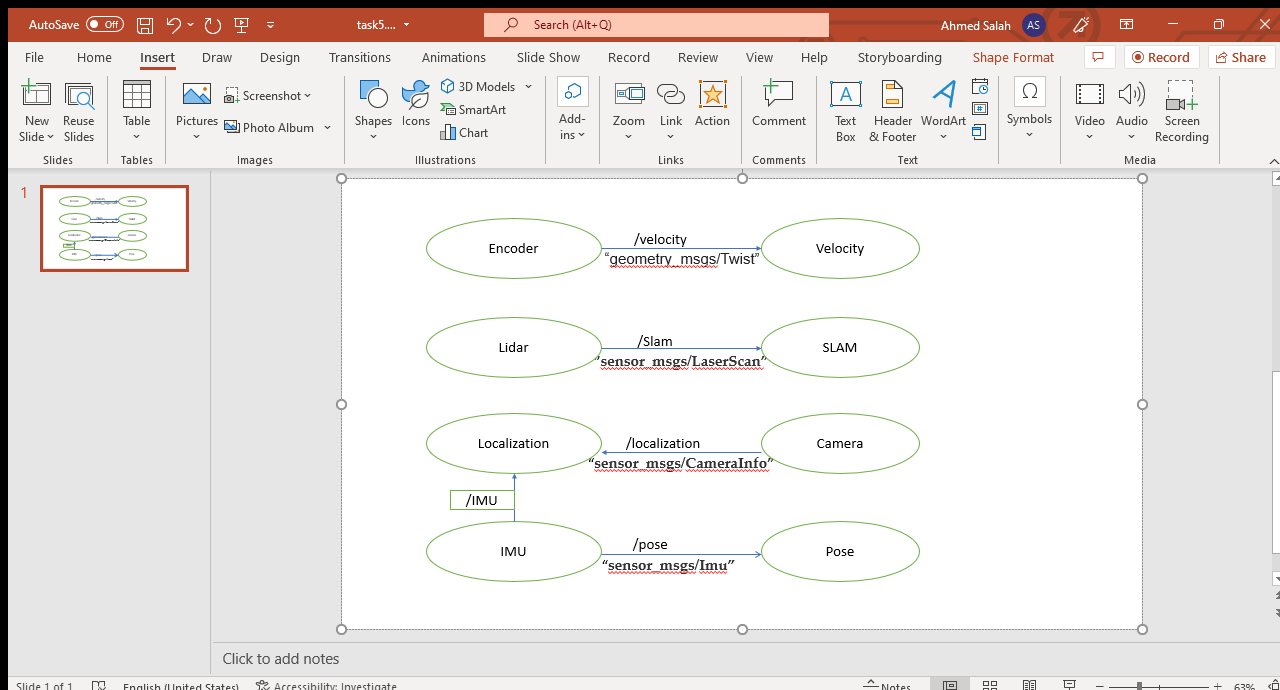 AutoSave Off task5.... Search (Alt+Q) Ahmed Salah AS
File Home Insert Draw Design Transitions Animations Slide Show Record Review View Help Storyboarding Shape Format Record Share
New Slide
Reuse Slides
Slides
Table
Tables
Pictures
Screenshot
Photo Album
Images
Shapes
Icons
3D Models
SmartArt
Chart
Illustrations
Add-ins
Zoom
Link
Action
Links
Comment
Comments
Text Box
Header & Footer
WordArt
Text
Ω
Symbols
Video
Audio
Screen Recording
Media
1
Encoder
/velocity
“geometry_msgs/Twist”
Velocity
Lidar
/Slam
”sensor_msgs/LaserScan”
SLAM
Localization
/localization
“sensor_msgs/CameraInfo”
Camera
/IMU
IMU
/pose
“sensor_msgs/Imu”
Pose
Click to add notes
Slide 1 of 1 English (United States) Accessibility: Investigate Notes 63%